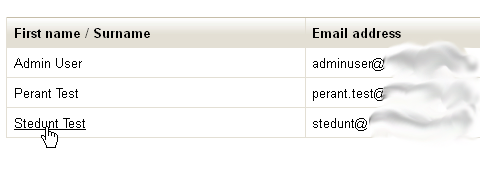 First name / Surname Email address
Admin User adminuser@
Perant Test perant.test@
Stedunt Test stedunt@